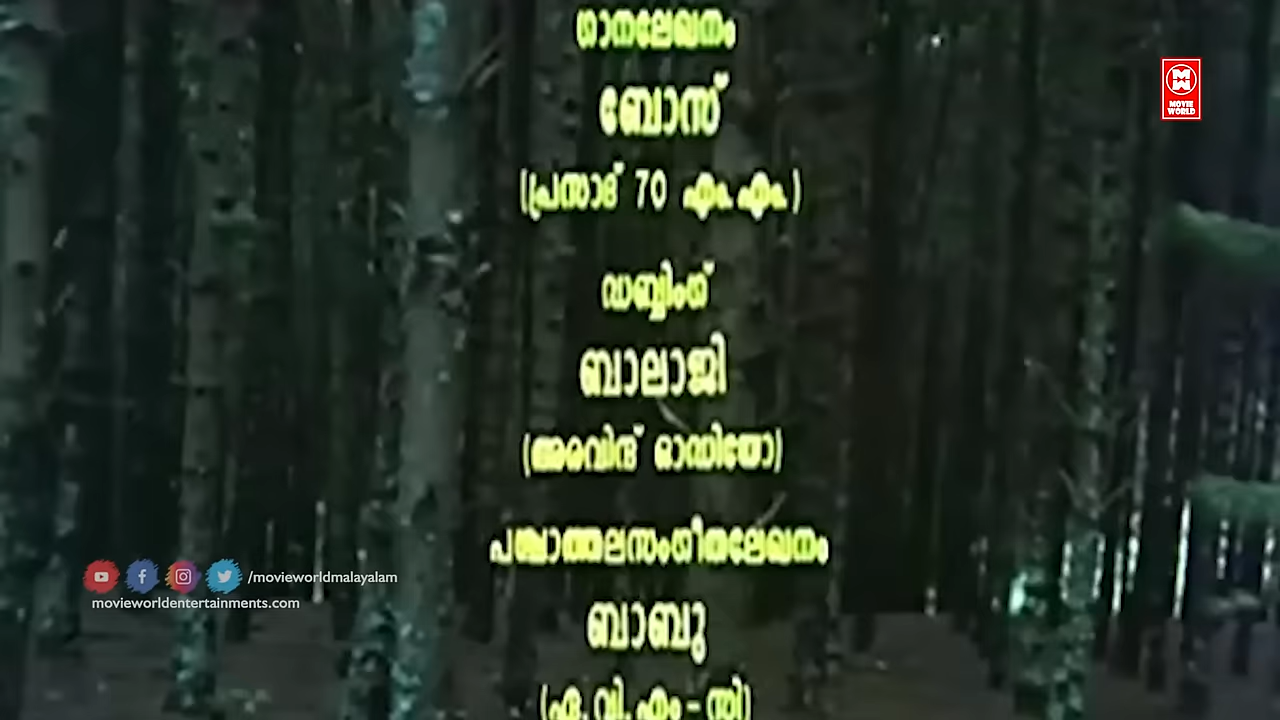 ഗാനലേഖനം
ബോസ്
(പ്രസാദ് 70 എം.എം.)
ഡബ്ബിംഗ്
ബാലാജി
(അരവിന്ദ് ഓഡിയോ)
പശ്ചാത്തലസംഗീതലേഖനം
ബാബു
(ഏ.വി.എം-സി)
MOVIE
WORLD
/movieworldmalayalam
movieworldentertainments.com